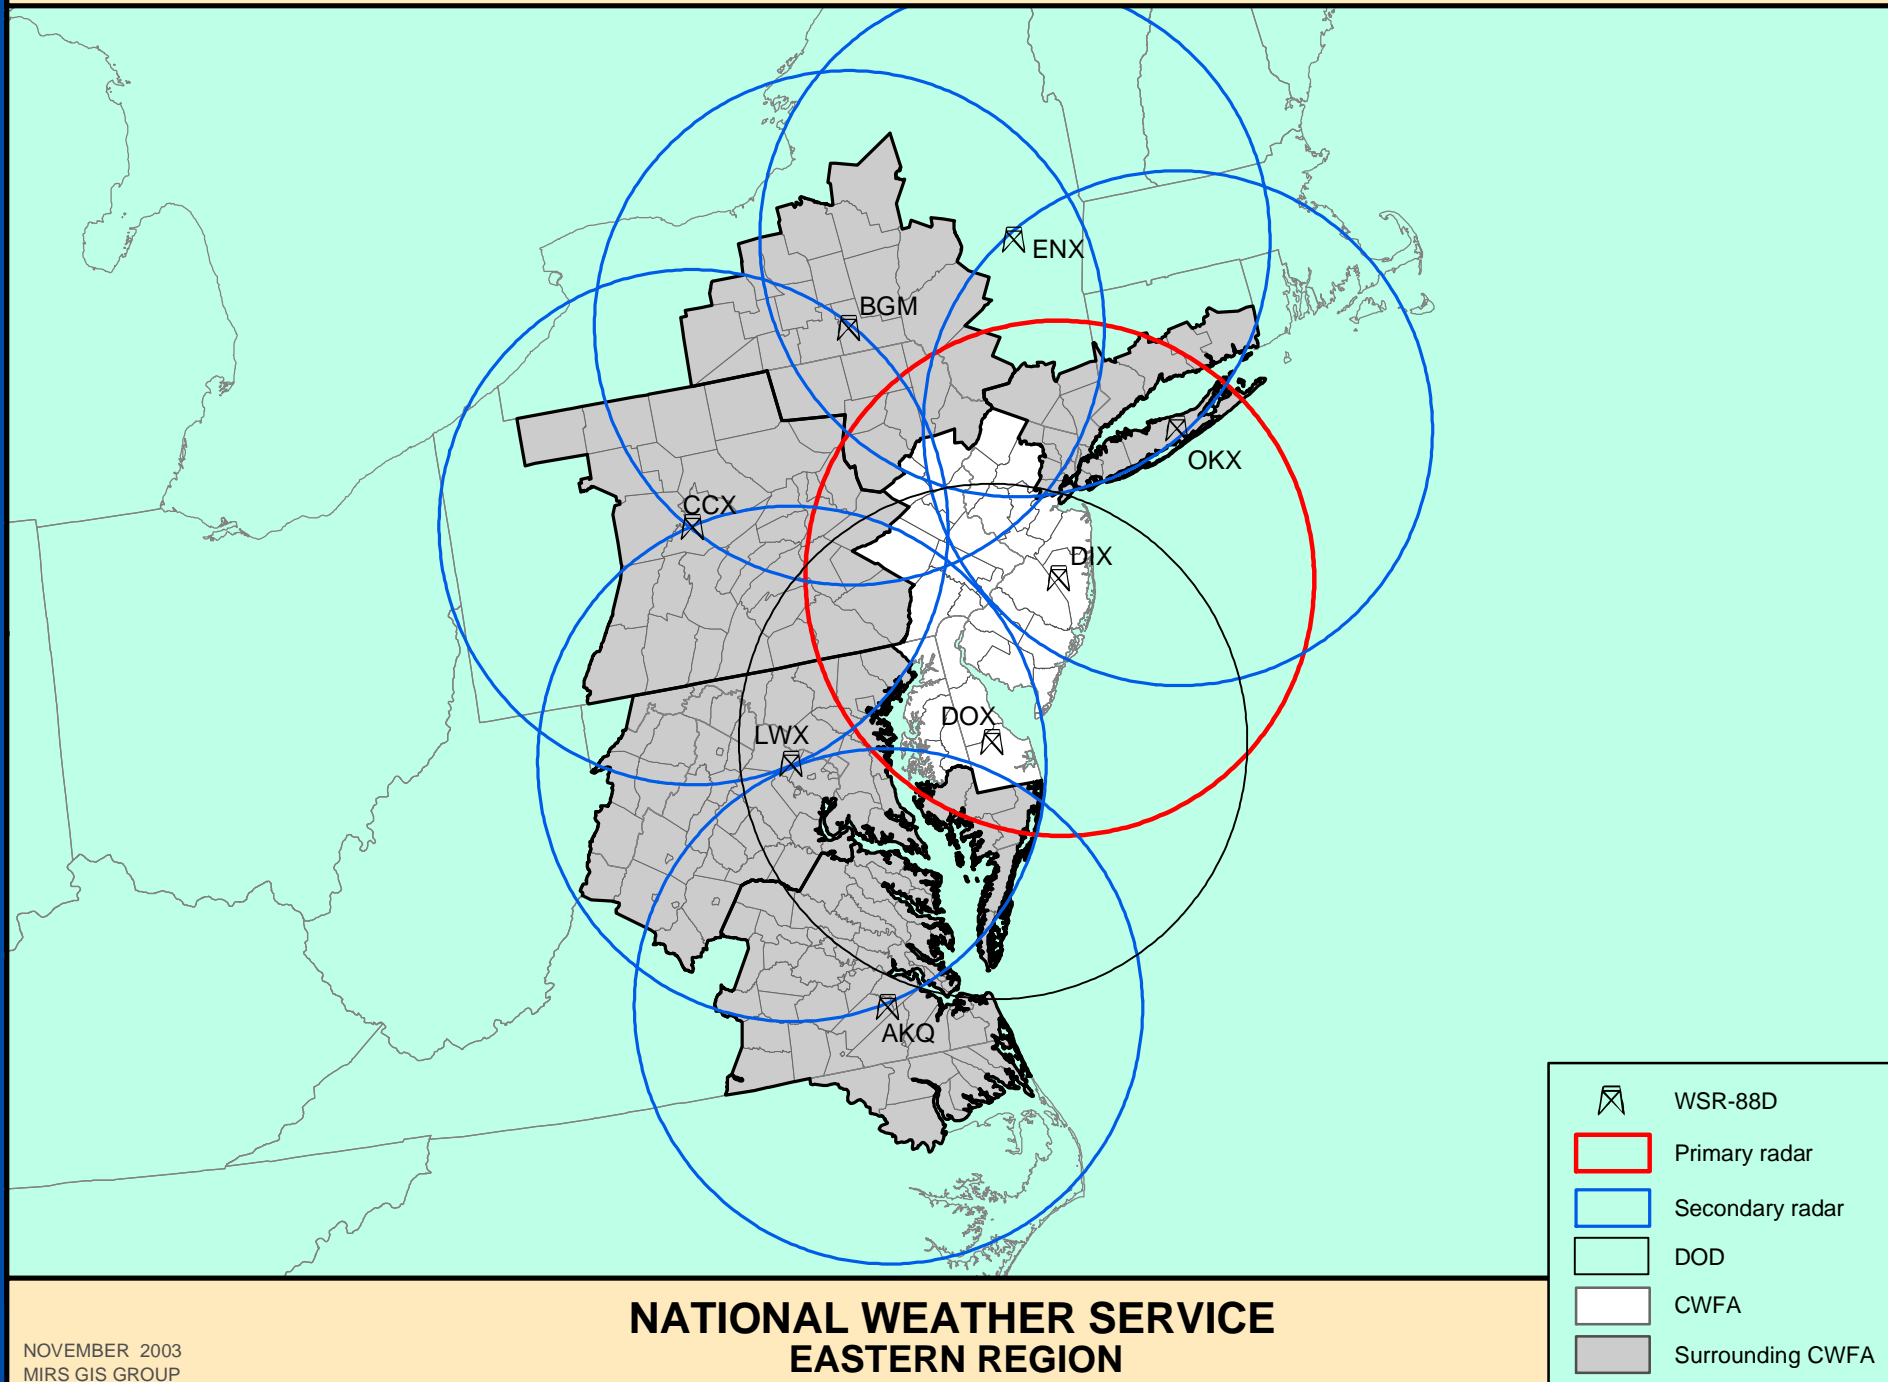 ENX
BGM
OKX
CCX
DIX
DOX
LWX
AKQ
WSR-88D
Primary radar
Secondary radar
DOD
CWFA
Surrounding CWFA
NATIONAL WEATHER SERVICE
EASTERN REGION
NOVEMBER 2003
MIRS GIS GROUP